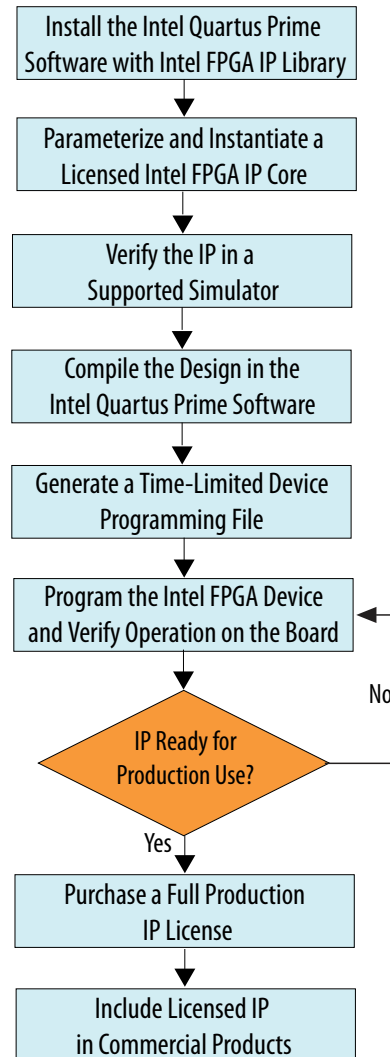 Install the Intel Quartus Prime
Software with Intel FPGA IP Library
Parameterize and Instantiate a
Licensed Intel FPGA IP Core
Verify the IP in a
Supported Simulator
Compile the Design in the
Intel Quartus Prime Software
Generate a Time-Limited Device
Programming File
Program the Intel FPGA Device
and Verify Operation on the Board
No
IP Ready for
Production Use?
Yes
Purchase a Full Production
IP License
Include Licensed IP
in Commercial Products